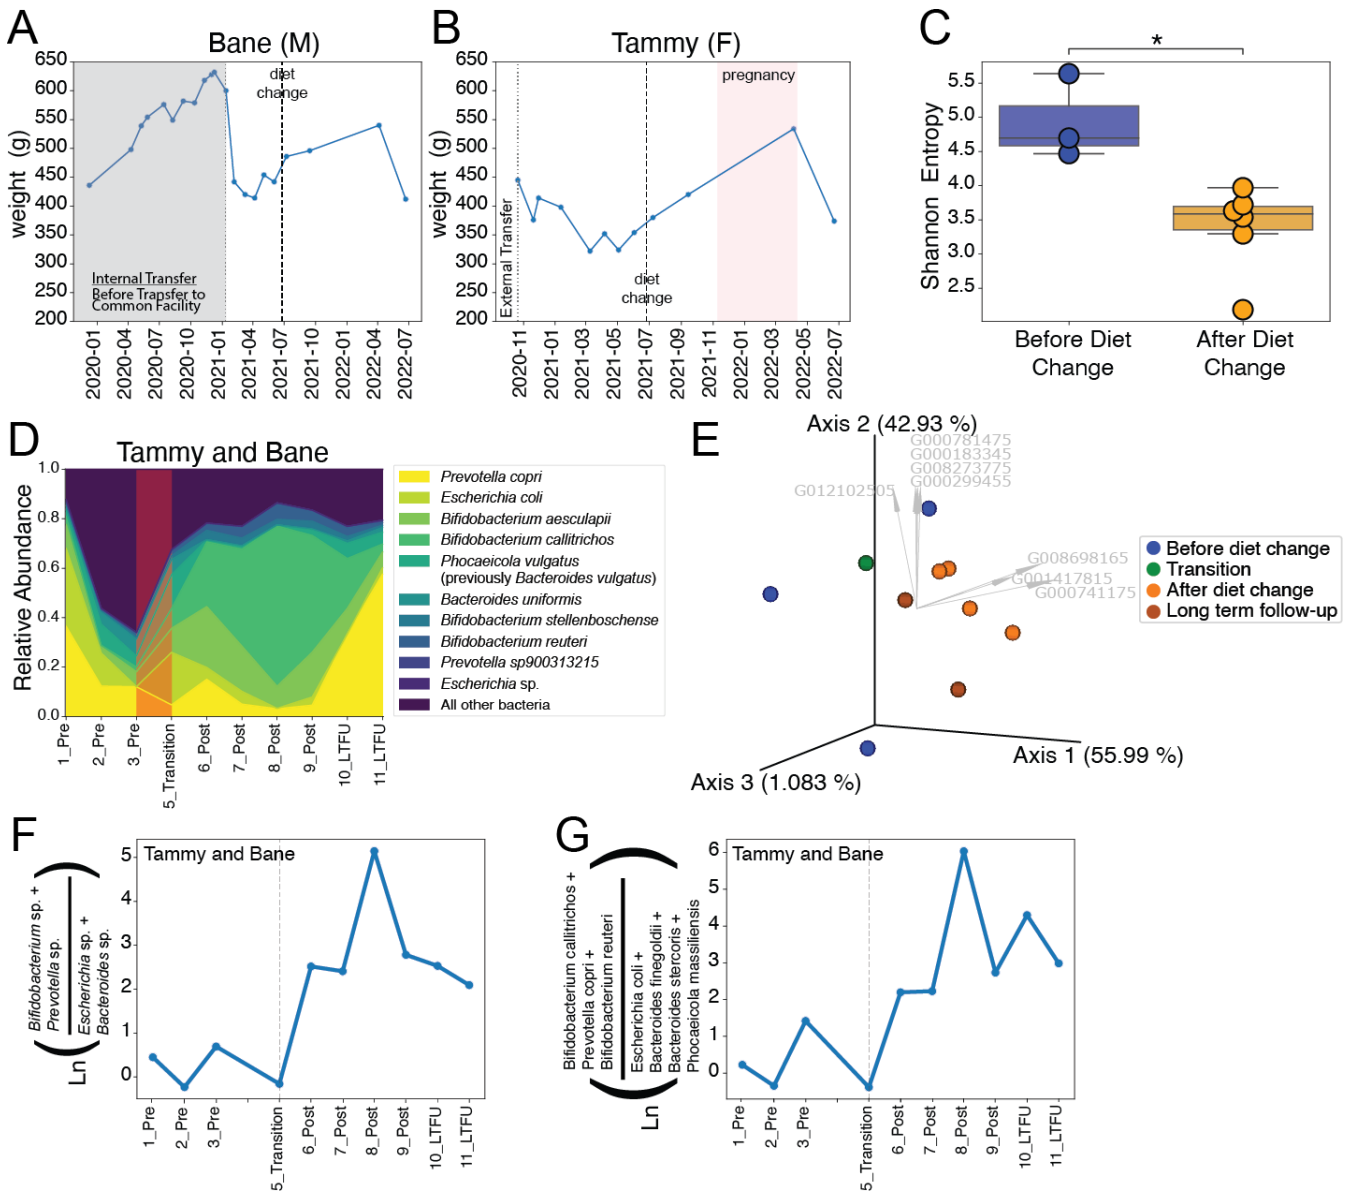 A
Bane (M)
weight (g)
650
600
550
500
450
400
350
300
250
200
diet
change
Internal Transfer
Before Transfer to
Common Facility
2020-01
2020-04
2020-07
2020-10
2021-01
2021-04
2021-07
2021-10
2022-01
2022-04
2022-07
B
Tammy (F)
weight (g)
650
600
550
500
450
400
350
300
250
200
External Transfer
diet
change
pregnancy
2020-11
2021-01
2021-03
2021-05
2021-07
2021-09
2021-11
2022-01
2022-03
2022-05
2022-07
C
*
Shannon Entropy
5.5
5.0
4.5
4.0
3.5
3.0
2.5
Before Diet
Change
After Diet
Change
D
Tammy and Bane
Relative Abundance
1.0
0.8
0.6
0.4
0.2
0.0
1_Pre
2_Pre
3_Pre
5_Transition
6_Post
7_Post
8_Post
9_Post
10_LTFU
11_LTFU
Prevotella copri
Escherichia coli
Bifidobacterium aesculapii
Bifidobacterium callitrichos
Phocaeicola vulgatus
(previously Bacteroides vulgatus)
Bacteroides uniformis
Bifidobacterium stellenboschense
Bifidobacterium reuteri
Prevotella sp900313215
Escherichia sp.
All other bacteria
E
Axis 2 (42.93 %)
G000781475
G000183345
G008273775
G000299455
G012102505
G008698165
G001417815
G000741175
Axis 1 (55.99 %)
Axis 3 (1.083 %)
Before diet change
Transition
After diet change
Long term follow-up
F
Tammy and Bane
Ln
(
Bifidobacterium sp. +
Prevotella sp.
Escherichia sp. +
Bacteroides sp.
)
5
4
3
2
1
0
1_Pre
2_Pre
3_Pre
5_Transition
6_Post
7_Post
8_Post
9_Post
10_LTFU
11_LTFU
G
Tammy and Bane
Ln
(
Bifidobacterium callitrichos +
Prevotella copri +
Bifidobacterium reuteri
Escherichia coli +
Bacteroides finegoldii +
Bacteroides stercoris +
Phocaeicola massiliensis
)
6
5
4
3
2
1
0
1_Pre
2_Pre
3_Pre
5_Transition
6_Post
7_Post
8_Post
9_Post
10_LTFU
11_LTFU